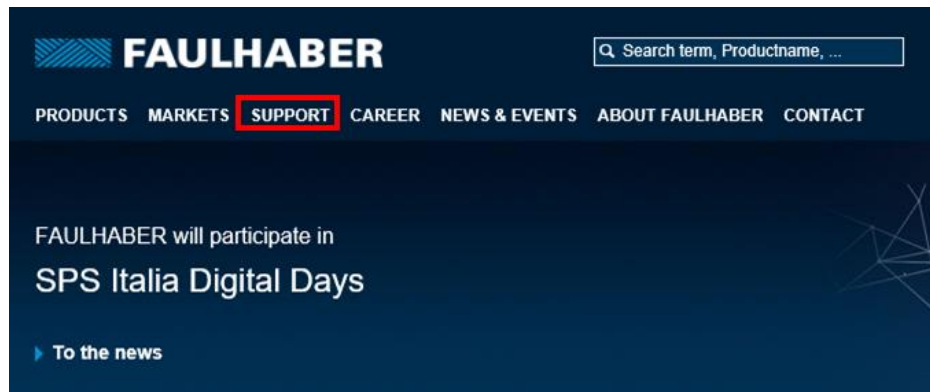 FAULHABER
Search term, Productname, ...
PRODUCTS MARKETS SUPPORT CAREER NEWS & EVENTS ABOUT FAULHABER CONTACT
FAULHABER will participate in
SPS Italia Digital Days
To the news